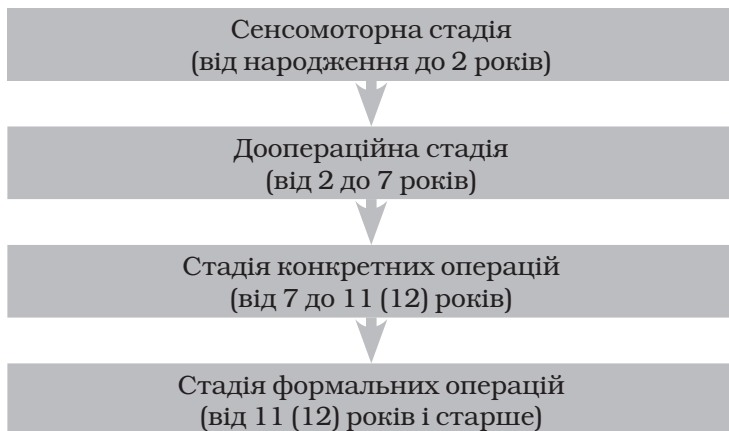 Сенсомоторна стадія
(від народження до 2 років)
Доопераційна стадія
(від 2 до 7 років)
Стадія конкретних операцій
(від 7 до 11 (12) років)
Стадія формальних операцій
(від 11 (12) років і старше)